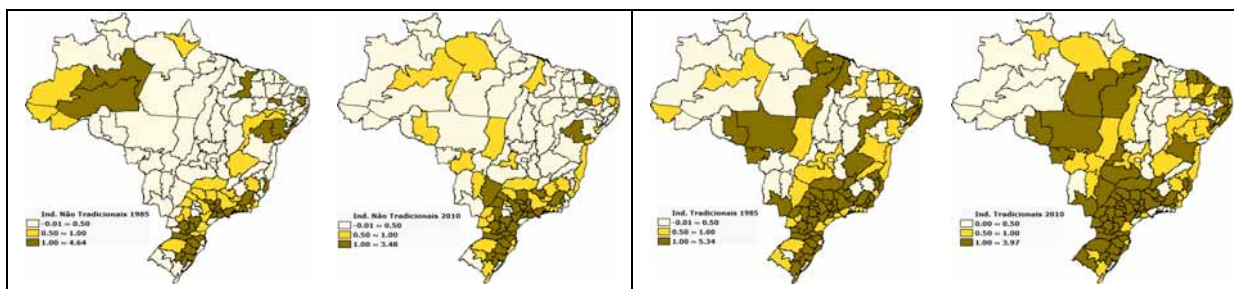 Ind. Não Tradicionais 1985
-0.01 ≈ 0.50
0.50 ≈ 1.00
1.00 ≈ 4.64
Ind. Não Tradicionais 2010
-0.01 ≈ 0.50
0.50 ≈ 1.00
1.00 ≈ 3.48
Ind. Tradicionais 1985
-0.01 ≈ 0.50
0.50 ≈ 1.00
1.00 ≈ 5.34
Ind. Tradicionais 2010
0.00 ≈ 0.50
0.50 ≈ 1.00
1.00 ≈ 3.97